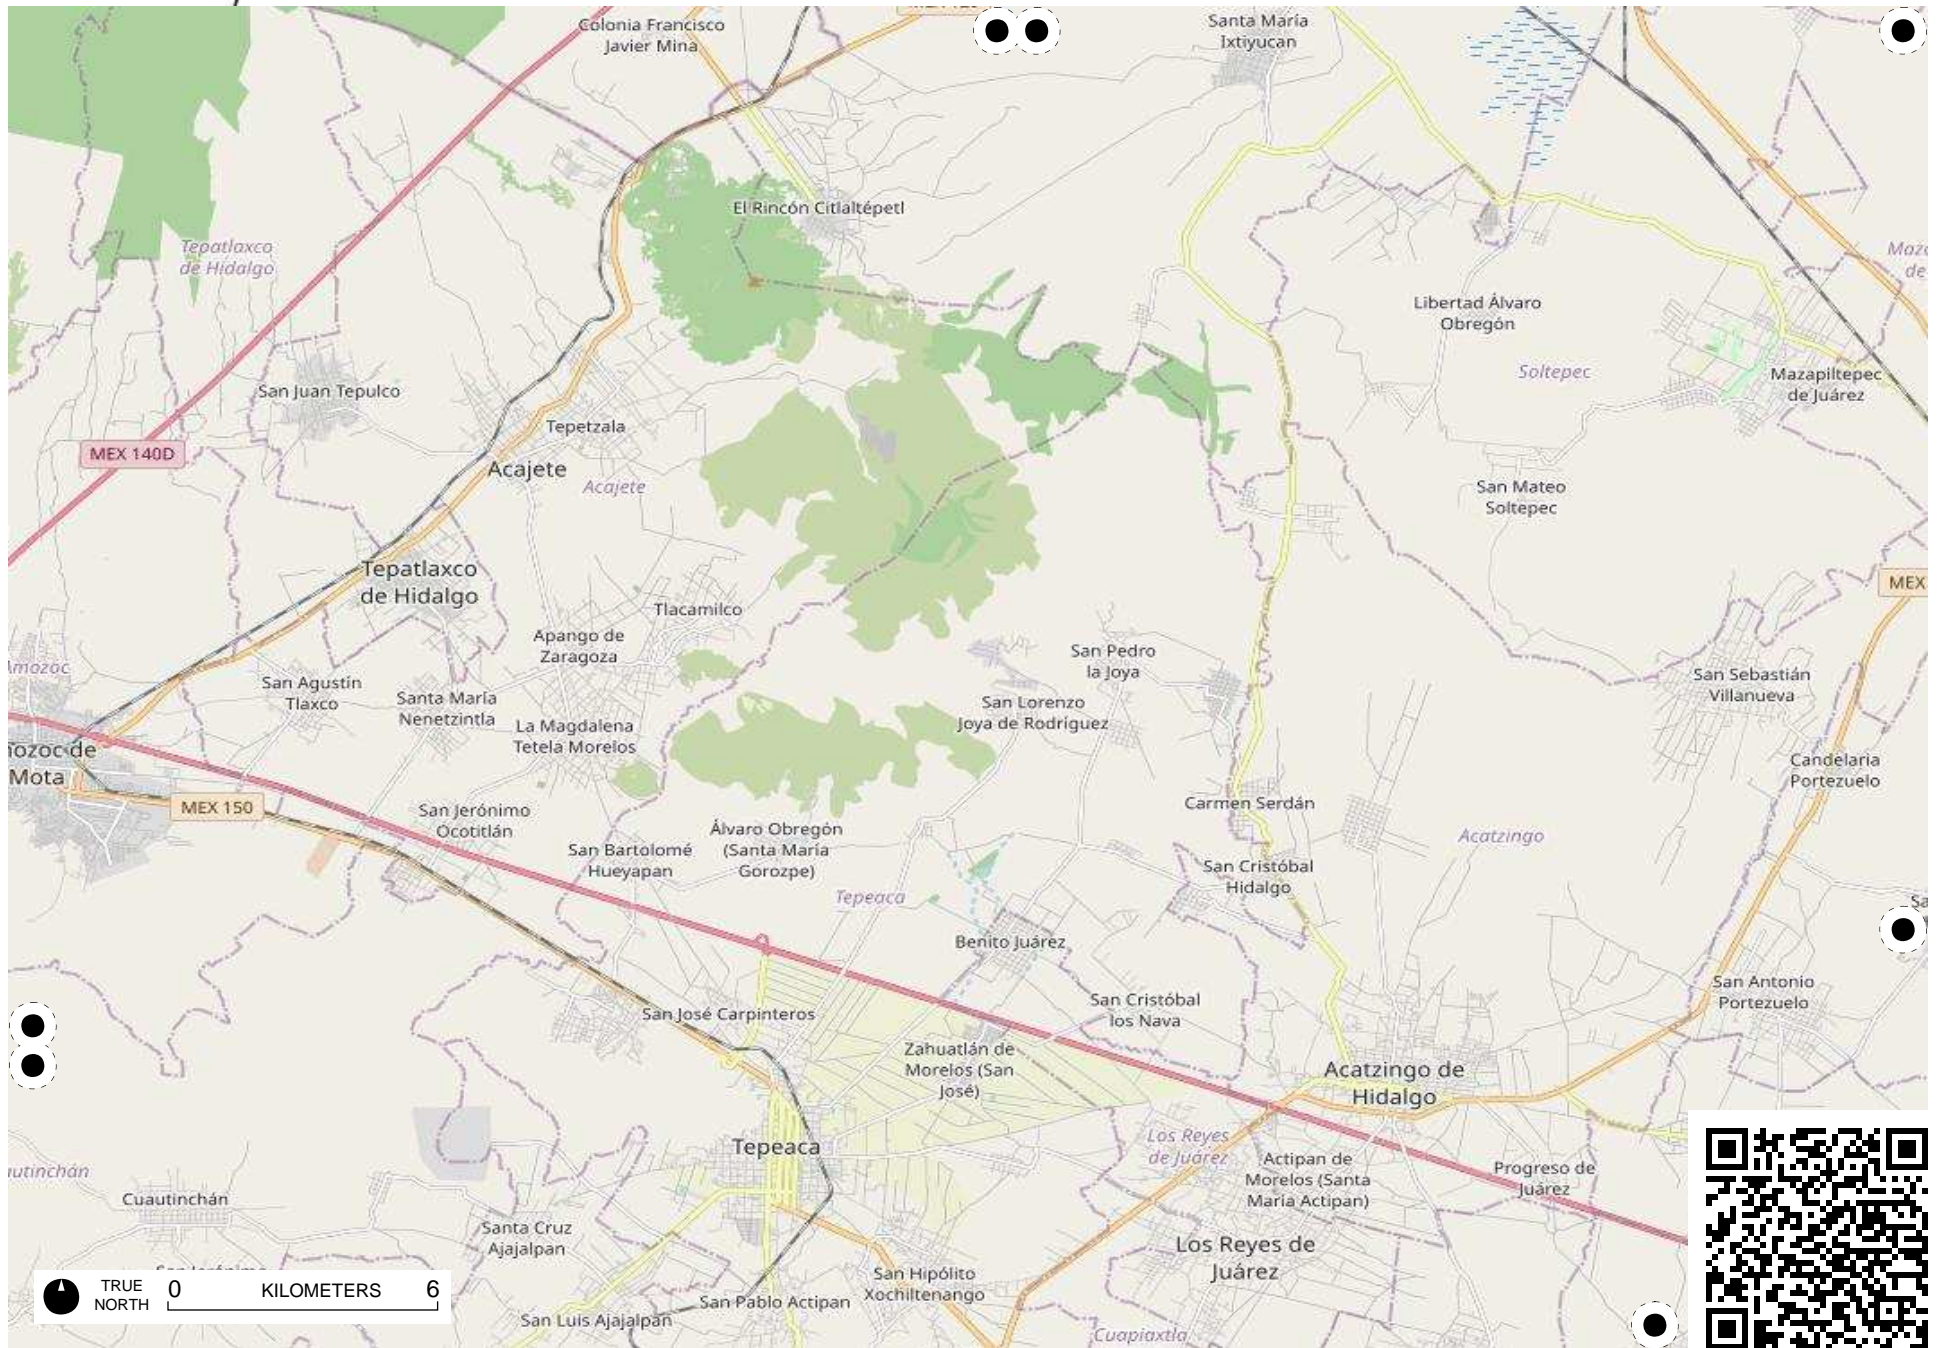 Colonia Francisco
Javier Mina
Santa María
Ixtiyucan
El Rincón Citlaltépetl
Tepatlaxco
de Hidalgo
Libertad Álvaro
Obregón
Soltepec
Mazapiltepec
de Juárez
San Juan Tepulco
MEX 140D
Tepetzala
Acajete
Acajete
San Mateo
Soltepec
Tepatlaxco
de Hidalgo
MEX
Tlacamilco
Apango de
Zaragoza
San Pedro
la Joya
Amozoc
San Agustín
Tlaxco
Santa María
Nenetzintla
La Magdalena
Tetela Morelos
San Lorenzo
Joya de Rodríguez
San Sebastián
Villanueva
nozoc de
Mota
Candelaria
Portezuelo
MEX 150
San Jerónimo
Ocotitlán
Carmen Serdán
Acatzingo
San Bartolomé
Hueyapan
Álvaro Obregón
(Santa María
Gorozpe)
San Cristóbal
Hidalgo
Tepeaca
Benito Juárez
San José Carpinteros
San Cristóbal
los Nava
San Antonio
Portezuelo
Zahuatlán de
Morelos (San
José)
Acatzingo de
Hidalgo
Tepeaca
Los Reyes
de Juárez
Actipan de
Morelos (Santa
María Actipan)
Progreso de
Juárez
autinchán
Cuautinchán
Santa Cruz
Ajajalpan
Los Reyes de
Juárez
San Hipólito
Xochiltenango
San Pablo Actipan
San Luis Ajajalpan
Cuapiaxtla
TRUE
NORTH
0 KILOMETERS 6